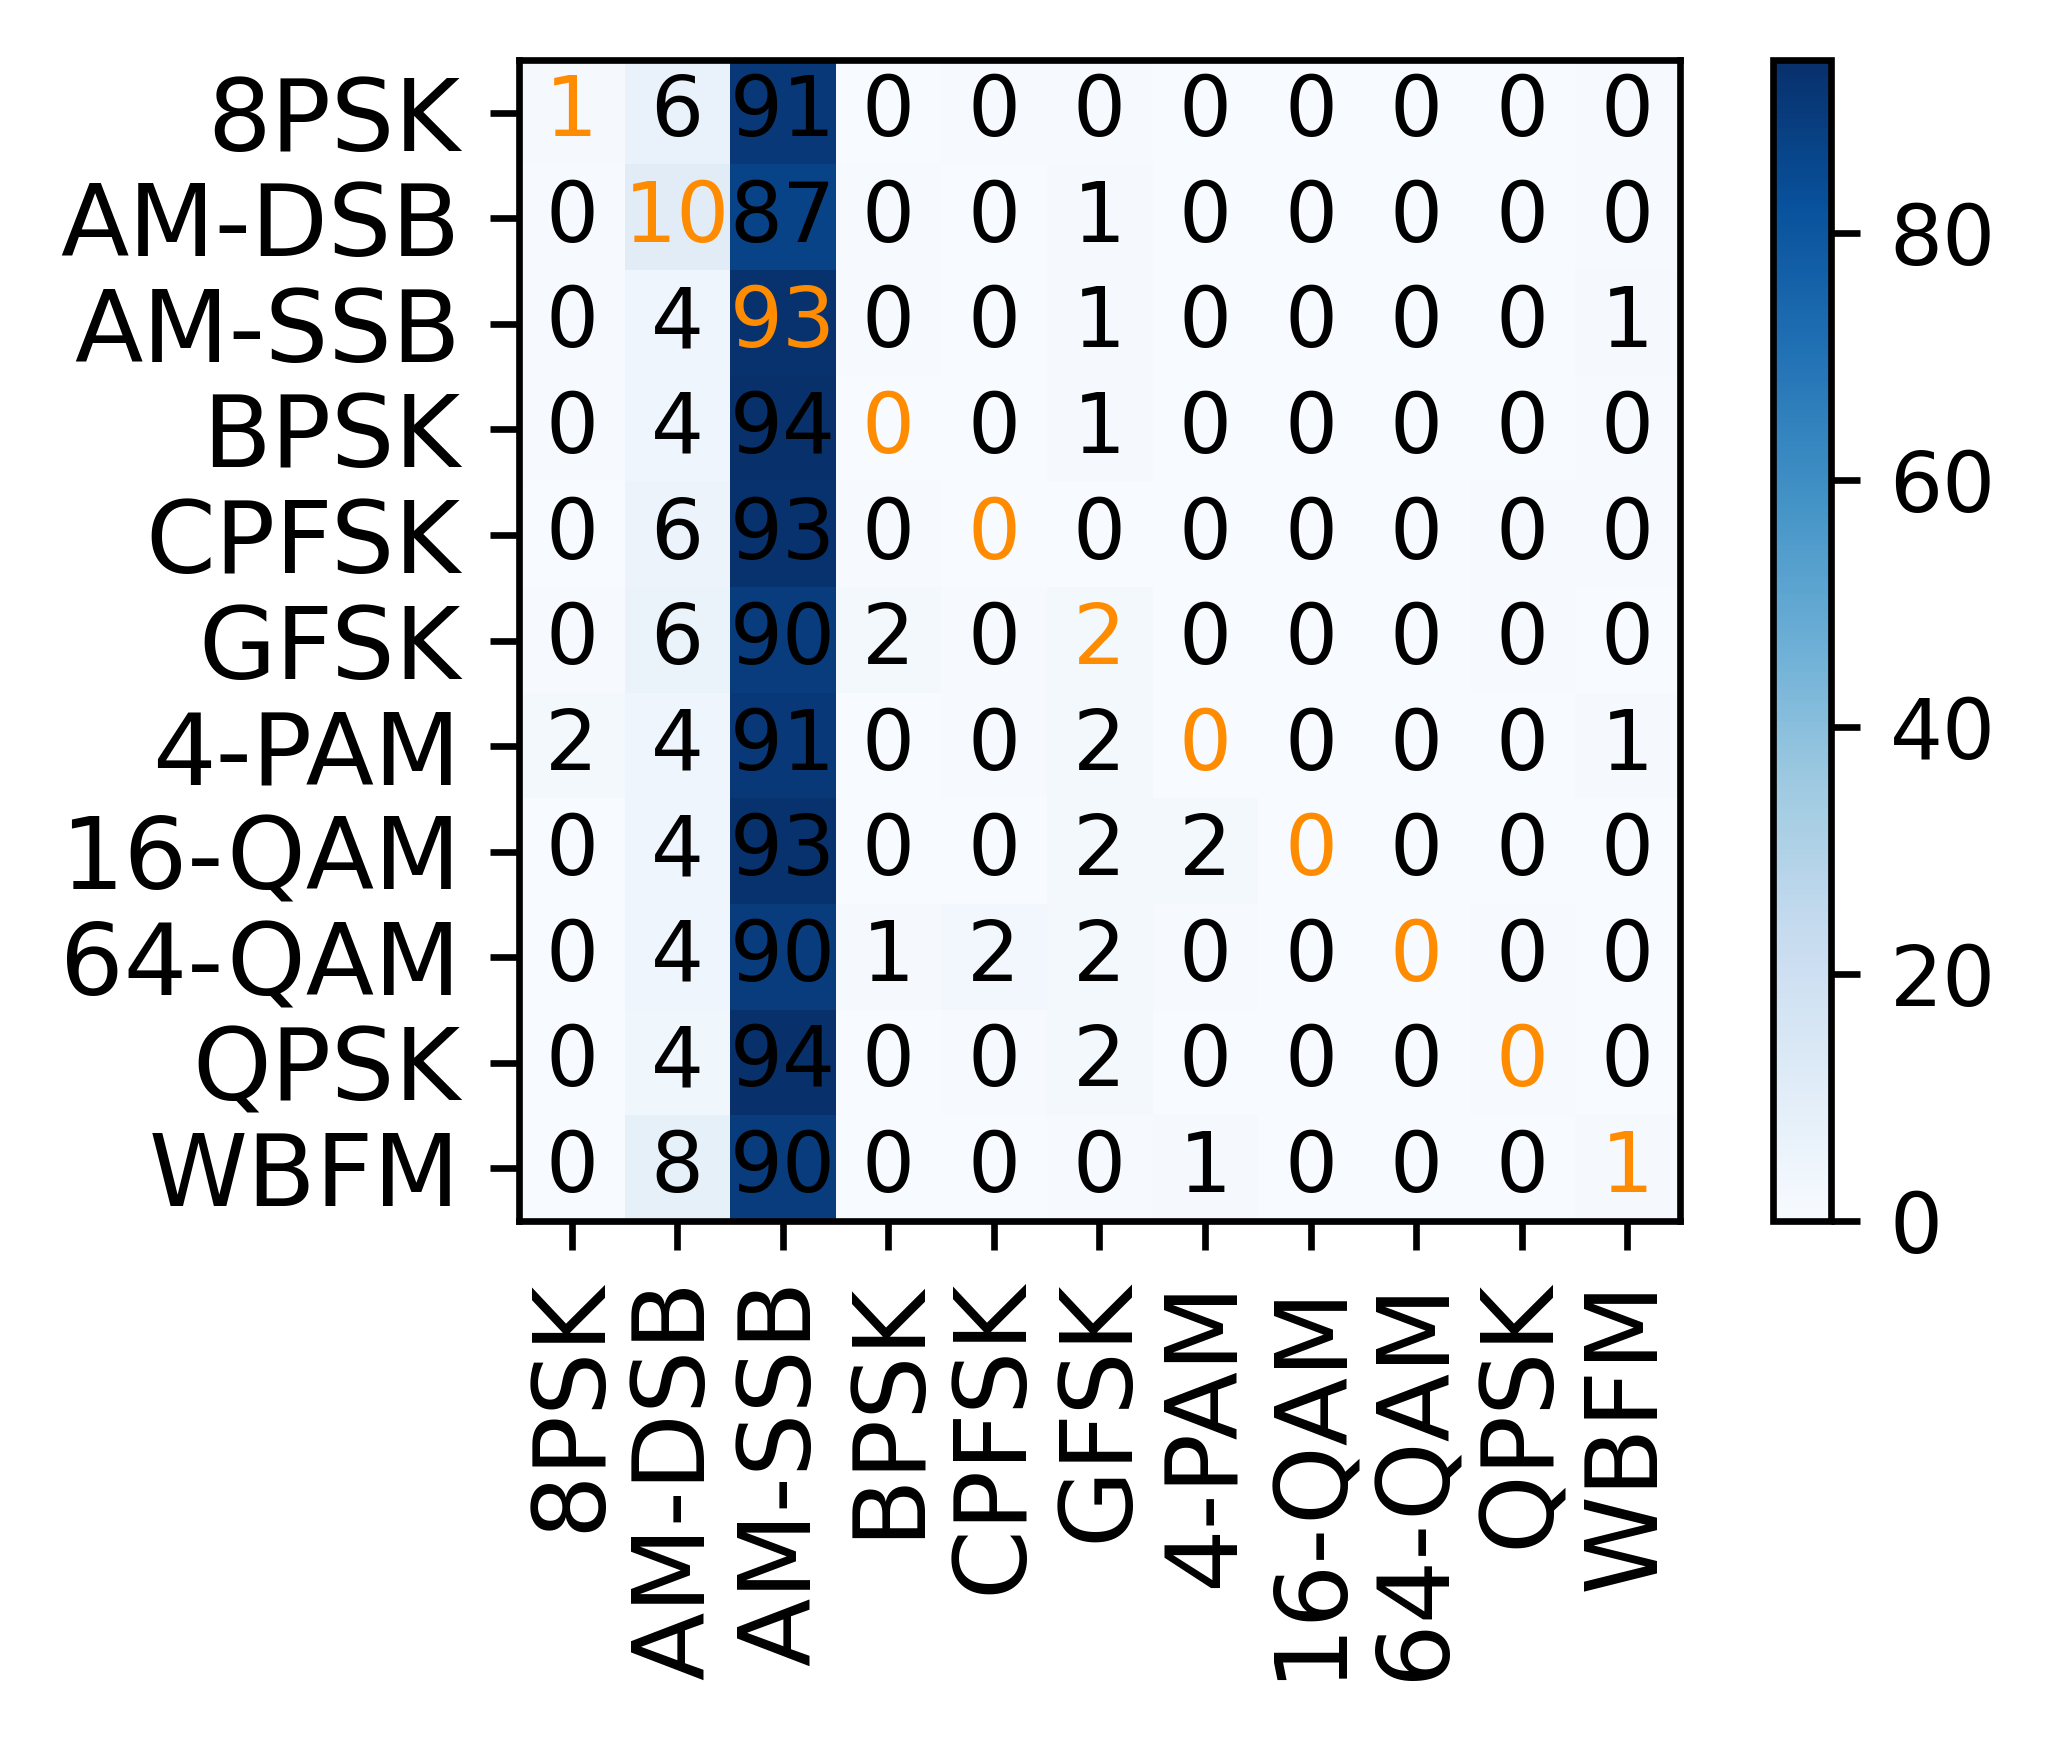 8PSK 1 6 91 0 0 0 0 0 0 0 0
AM-DSB 0 10 87 0 0 1 0 0 0 0 0
AM-SSB 0 4 93 0 0 1 0 0 0 0 1
BPSK 0 4 94 0 0 1 0 0 0 0 0
CPFSK 0 6 93 0 0 0 0 0 0 0 0
GFSK 0 6 90 2 0 2 0 0 0 0 0
4-PAM 2 4 91 0 0 2 0 0 0 0 1
16-QAM 0 4 93 0 0 2 2 0 0 0 0
64-QAM 0 4 90 1 2 2 0 0 0 0 0
QPSK 0 4 94 0 0 2 0 0 0 0 0
WBFM 0 8 90 0 0 0 1 0 0 0 1
8PSK
AM-DSB
AM-SSB
BPSK
CPFSK
GFSK
4-PAM
16-QAM
64-QAM
QPSK
WBFM
80
60
40
20
0